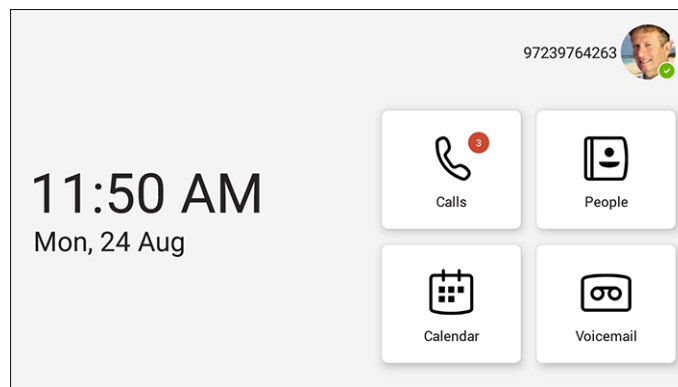 97239764263
3
Calls
People
11:50 AM
Mon, 24 Aug
Calendar
Voicemail